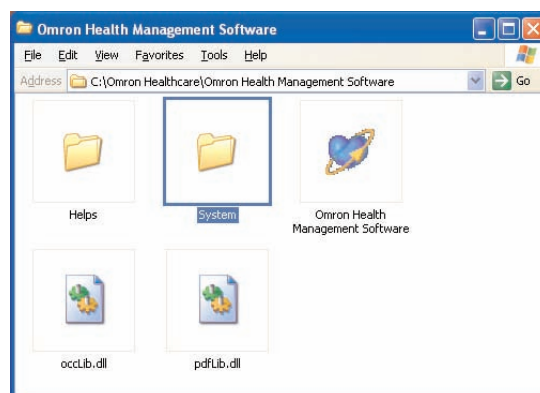 Omron Health Management Software
File Edit View Favorites Tools Help
Address C:\Omron Healthcare\Omron Health Management Software Go
Helps System Omron Health
Management Software
occLib.dll pdfLib.dll